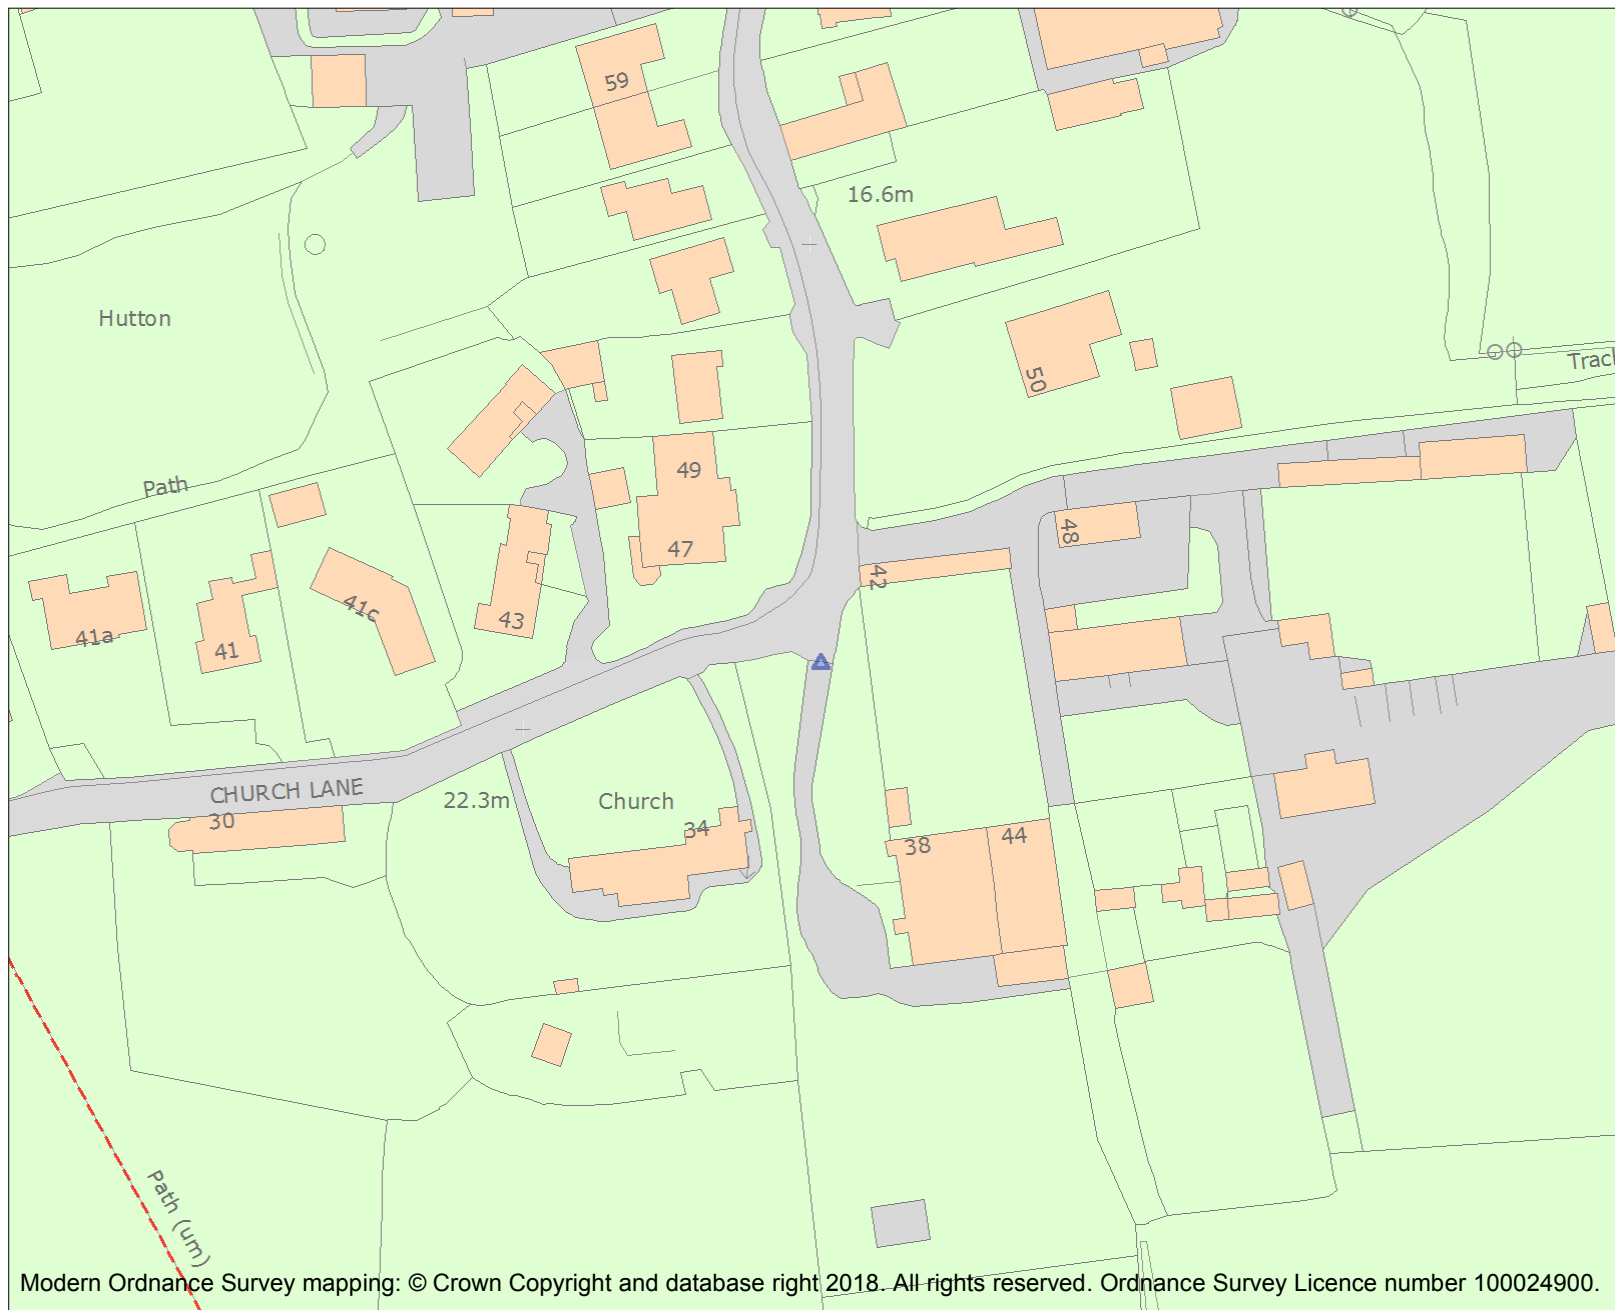 59
16.6m
Hutton
50
Path
Track
49
48
47
42
41c
43
41a
41
CHURCH LANE
22.3m
Church
30
34
38
44
Path (um)
Modern Ordnance Survey mapping: © Crown Copyright and database right 2018. All rights reserved. Ordnance Survey Licence number 100024900.